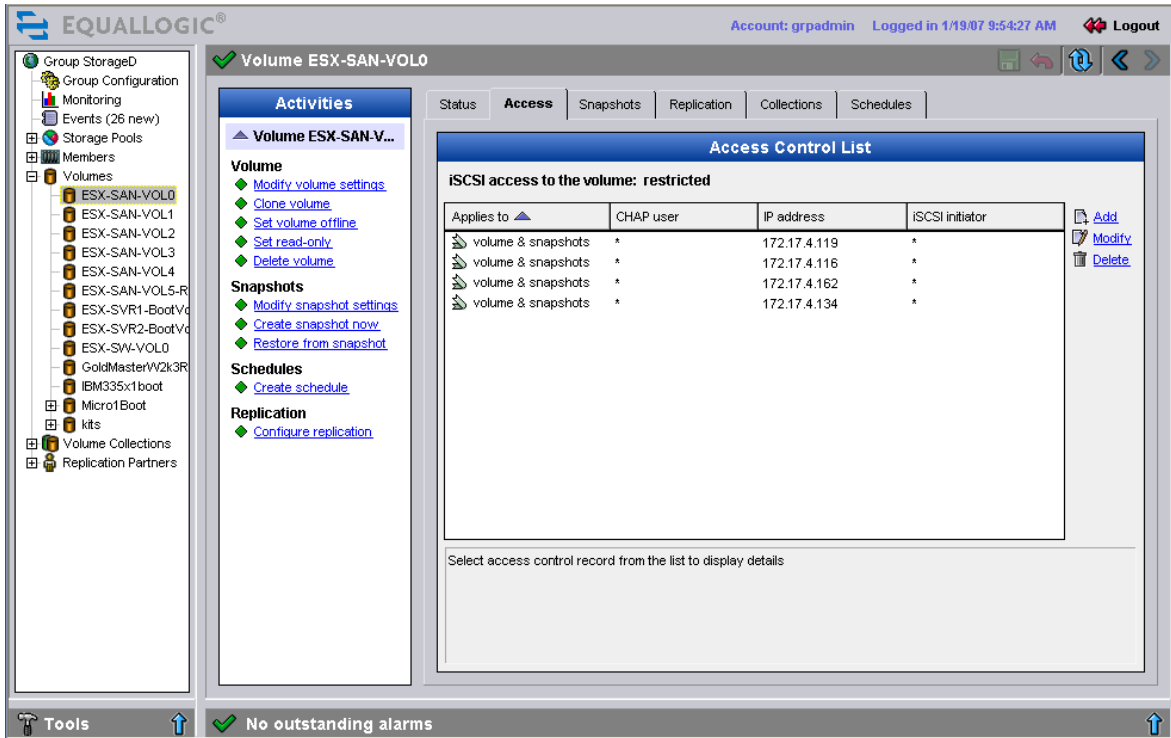 EQUALLOGIC®
Account: grpadmin Logged in 1/19/07 9:54:27 AM Logout
Group StorageD
Group Configuration
Monitoring
Events (26 new)
Storage Pools
Members
Volumes
ESX-SAN-VOL0
ESX-SAN-VOL1
ESX-SAN-VOL2
ESX-SAN-VOL3
ESX-SAN-VOL4
ESX-SAN-VOL5-R
ESX-SVR1-BootVo
ESX-SVR2-BootVo
ESX-SW-VOL0
GoldMasterW2k3R
IBM335x1boot
Micro1Boot
kits
Volume Collections
Replication Partners
Tools
Volume ESX-SAN-VOL0
Activities
Volume ESX-SAN-V...
Volume
Modify volume settings
Clone volume
Set volume offline
Set read-only
Delete volume
Snapshots
Modify snapshot settings
Create snapshot now
Restore from snapshot
Schedules
Create schedule
Replication
Configure replication
Status Access Snapshots Replication Collections Schedules
Access Control List
iSCSI access to the volume: restricted
Applies to CHAP user IP address iSCSI initiator
volume & snapshots * 172.17.4.119 *
volume & snapshots * 172.17.4.116 *
volume & snapshots * 172.17.4.162 *
volume & snapshots * 172.17.4.134 *
Add
Modify
Delete
Select access control record from the list to display details
No outstanding alarms